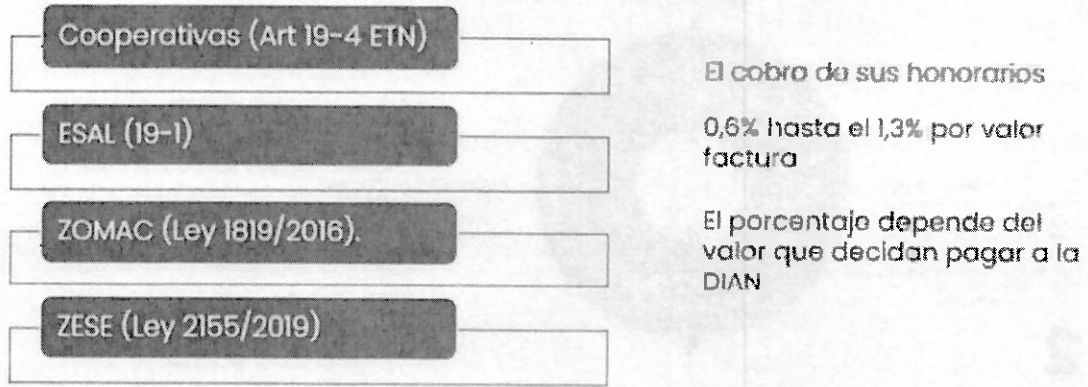 Cooperativas (Art 19-4 ETN)
ESAL (19-1)
ZOMAC (Ley 1819/2016).
ZESE (Ley 2155/2019)
El cobro de sus honorarios
0,6% hasta el 1,3% por valor
factura
El porcentaje depende del
valor que decidan pagar a la
DIAN